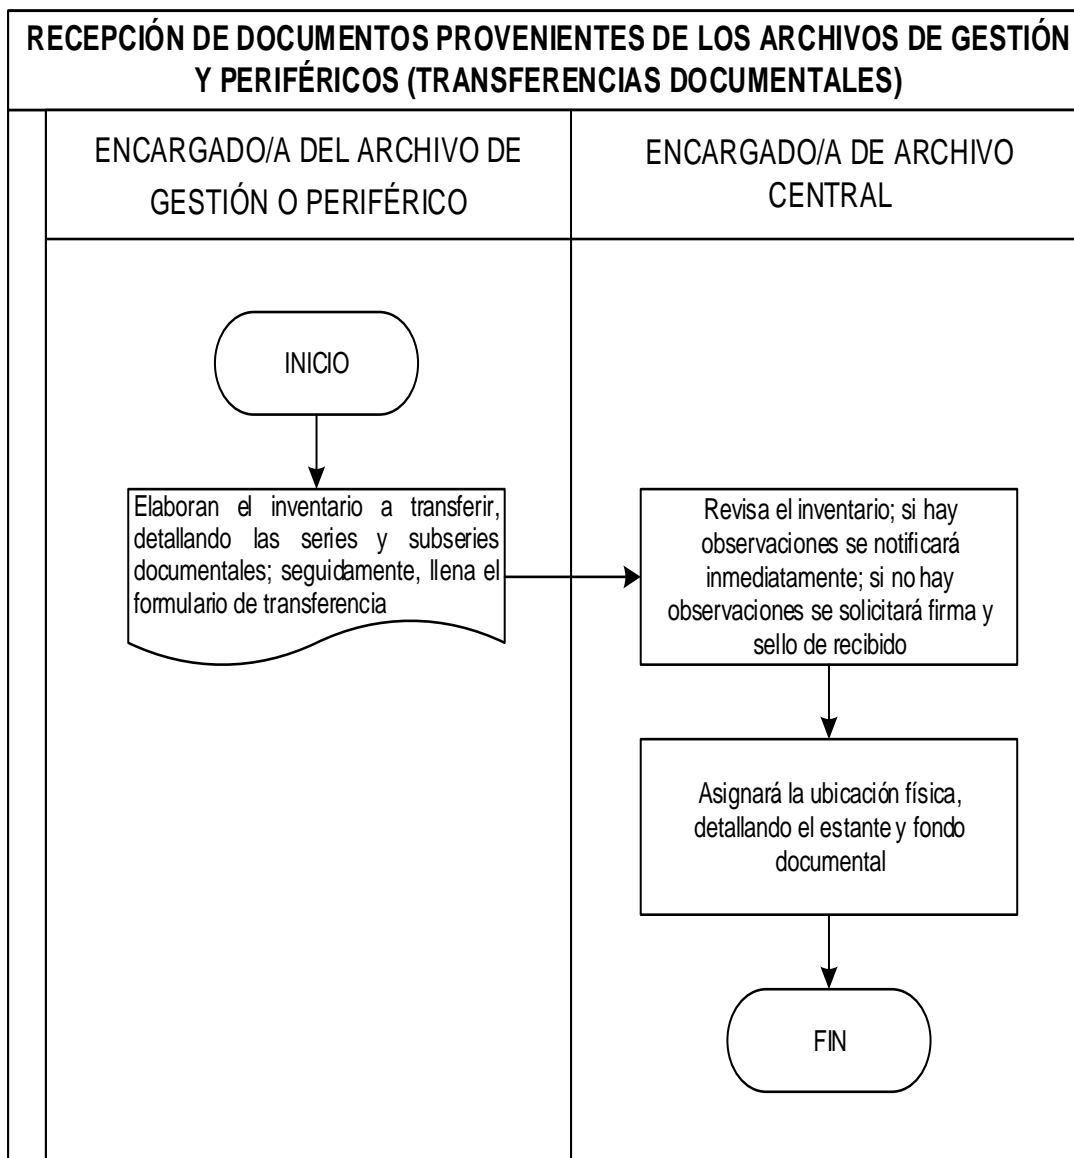 RECEPCIÓN DE DOCUMENTOS PROVENIENTES DE LOS ARCHIVOS DE GESTIÓN
Y PERIFÉRICOS (TRANSFERENCIAS DOCUMENTALES)
ENCARGADO/A DEL ARCHIVO DE
GESTIÓN O PERIFÉRICO
ENCARGADO/A DE ARCHIVO
CENTRAL
INICIO
Elaboran el inventario a transferir,
detallando las series y subseries
documentales; seguidamente, llena el
formulario de transferencia
Revisa el inventario; si hay
observaciones se notificará
inmediatamente; si no hay
observaciones se solicitará firma y
sello de recibido
Asignará la ubicación física,
detallando el estante y fondo
documental
FIN